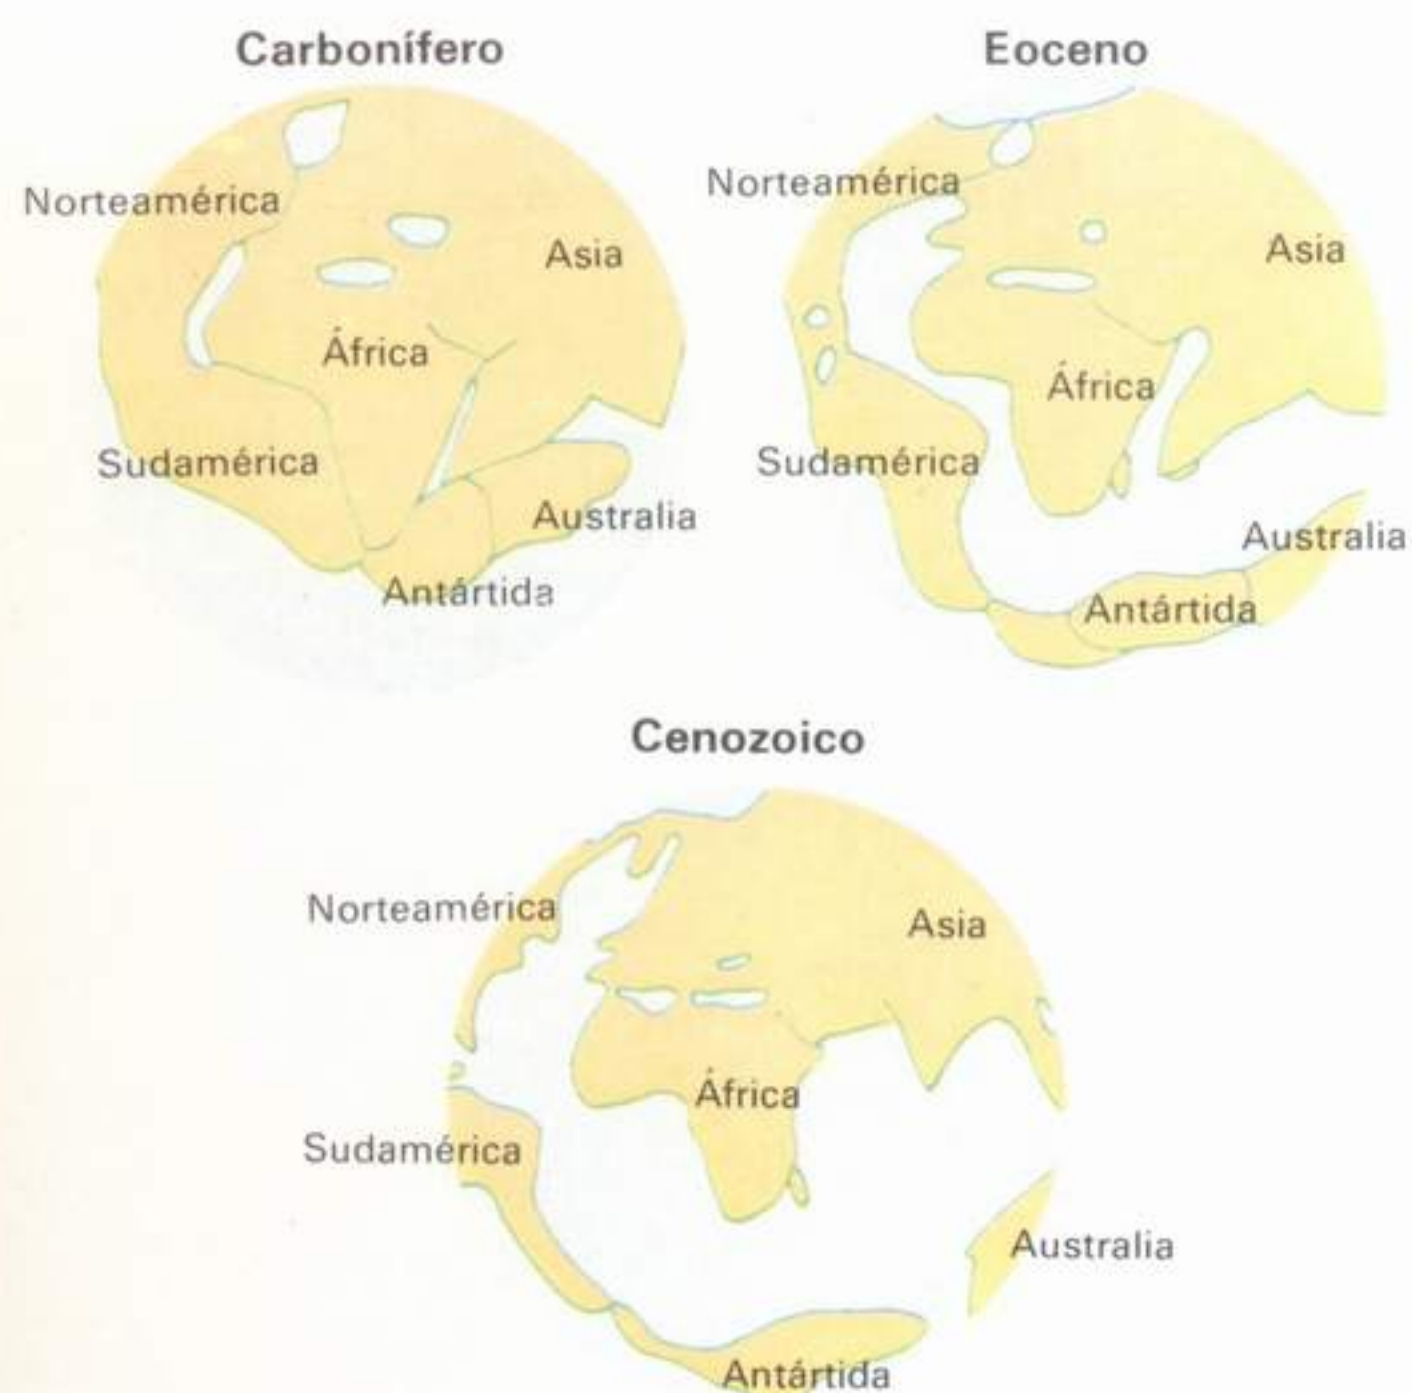 Carbonífero
Norteamérica
Asia
África
Sudamérica
Australia
Antártida
Eoceno
Norteamérica
Asia
África
Sudamérica
Australia
Antártida
Cenozoico
Norteamérica
Asia
África
Sudamérica
Australia
Antártida